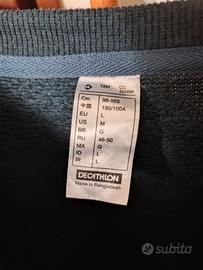 Cm 96-103
中国 180/100A
EU L
US M
BR G
RU 48-50
MX G
ID L
IR L
DECATHLON
Made in Bangladesh
subito